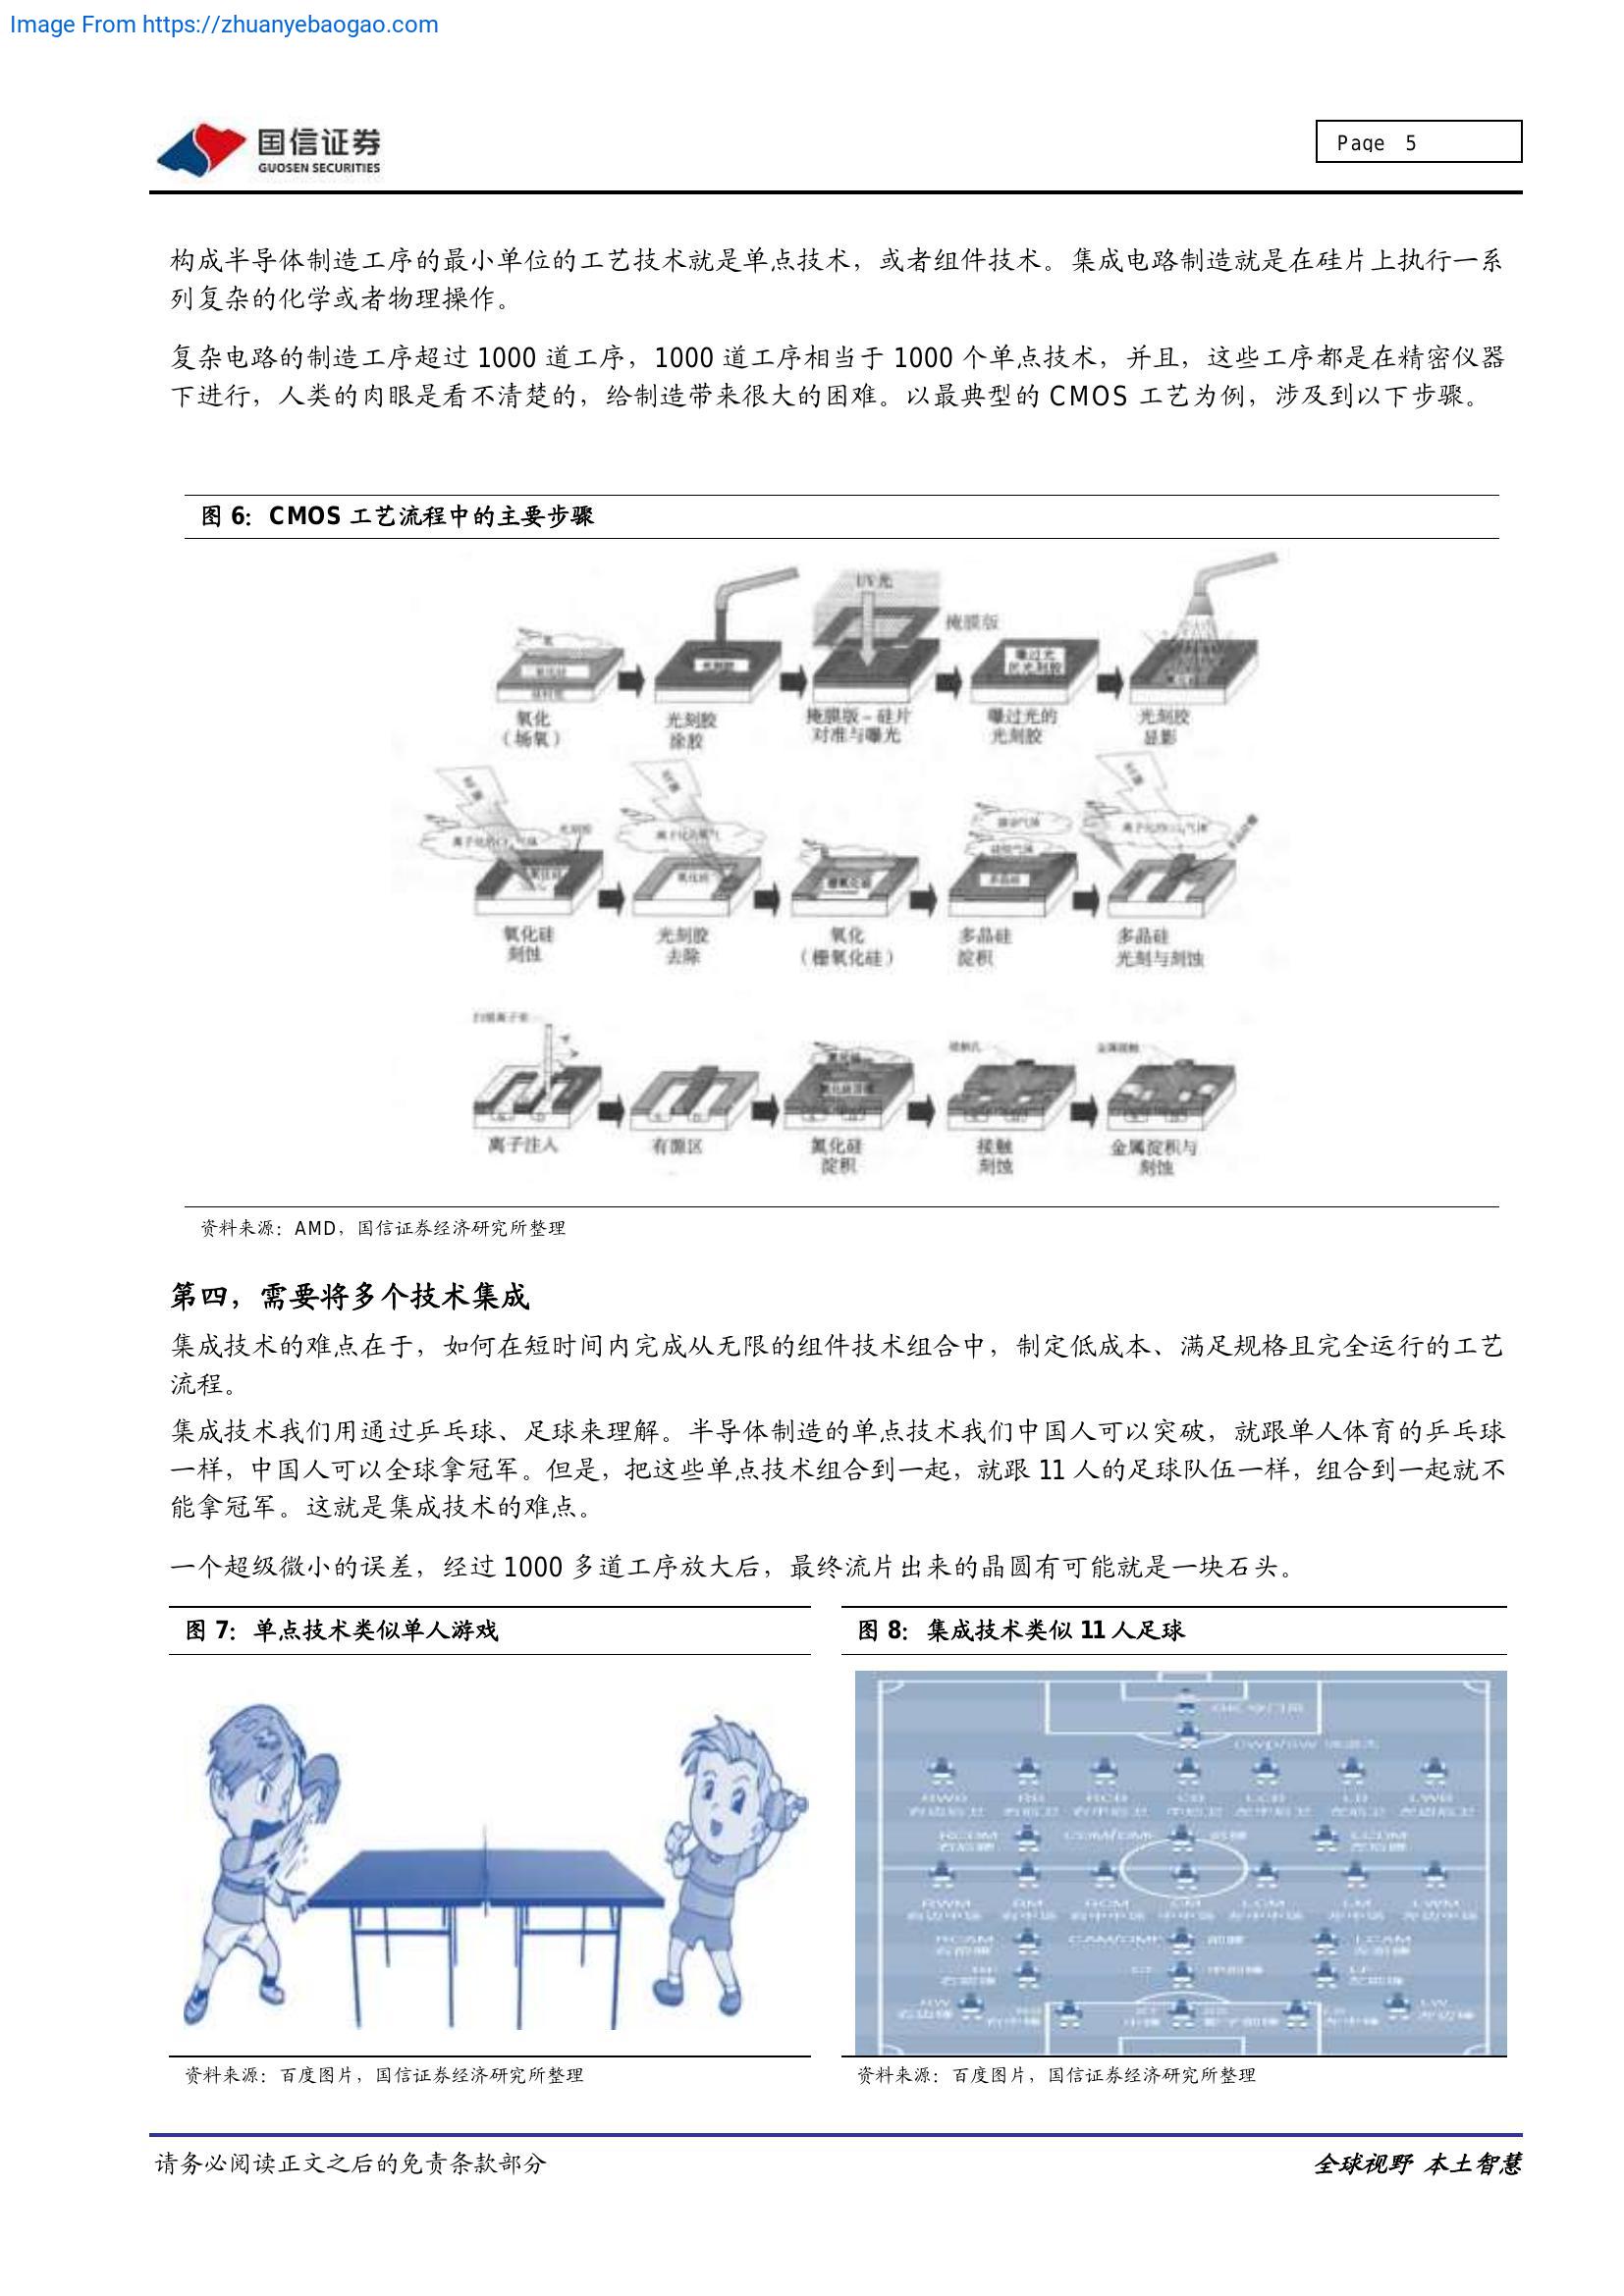 Image From https://zhuanyebaogao.com
国信证券
GUOSEN SECURITIES
Page 5
构成半导体制造工序的最小单位的工艺技术就是单点技术，或者组件技术。集成电路制造就是在硅片上执行一系
列复杂的化学或者物理操作。
复杂电路的制造工序超过 1000 道工序，1000 道工序相当于 1000 个单点技术，并且，这些工序都是在精密仪器
下进行，人类的肉眼是看不清楚的，给制造带来很大的困难。以最典型的 CMOS 工艺为例，涉及到以下步骤。
图 6：CMOS 工艺流程中的主要步骤
UV光
掩膜版
光刻胶
曝过光
的光刻胶
氧化
（场氧）
光刻胶
涂胶
掩膜版－硅片
对准与曝光
曝过光的
光刻胶
光刻胶
显影
氧化硅
刻蚀
光刻胶
去除
氧化
（栅氧化硅）
多晶硅
淀积
多晶硅
光刻与刻蚀
离子注入
有源区
氮化硅
淀积
接触
刻蚀
金属淀积与
刻蚀
资料来源：AMD，国信证券经济研究所整理
第四，需要将多个技术集成
集成技术的难点在于，如何在短时间内完成从无限的组件技术组合中，制定低成本、满足规格且完全运行的工艺
流程。
集成技术我们用通过乒乓球、足球来理解。半导体制造的单点技术我们中国人可以突破，就跟单人体育的乒乓球
一样，中国人可以全球拿冠军。但是，把这些单点技术组合到一起，就跟 11 人的足球队伍一样，组合到一起就不
能拿冠军。这就是集成技术的难点。
一个超级微小的误差，经过 1000 多道工序放大后，最终流片出来的晶圆有可能就是一块石头。
图 7：单点技术类似单人游戏
图 8：集成技术类似 11 人足球
资料来源：百度图片，国信证券经济研究所整理
资料来源：百度图片，国信证券经济研究所整理
请务必阅读正文之后的免责条款部分
全球视野 本土智慧